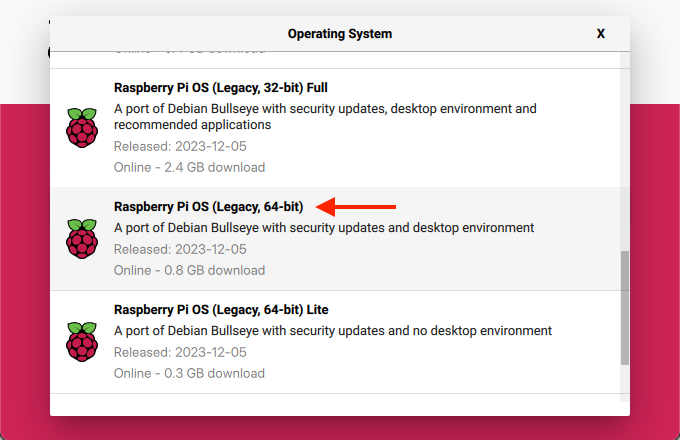 Operating System
X
Raspberry Pi OS (Legacy, 32-bit) Full
A port of Debian Bullseye with security updates, desktop environment and
recommended applications
Released: 2023-12-05
Online - 2.4 GB download
Raspberry Pi OS (Legacy, 64-bit)
A port of Debian Bullseye with security updates and desktop environment
Released: 2023-12-05
Online - 0.8 GB download
Raspberry Pi OS (Legacy, 64-bit) Lite
A port of Debian Bullseye with security updates and no desktop environment
Released: 2023-12-05
Online - 0.3 GB download